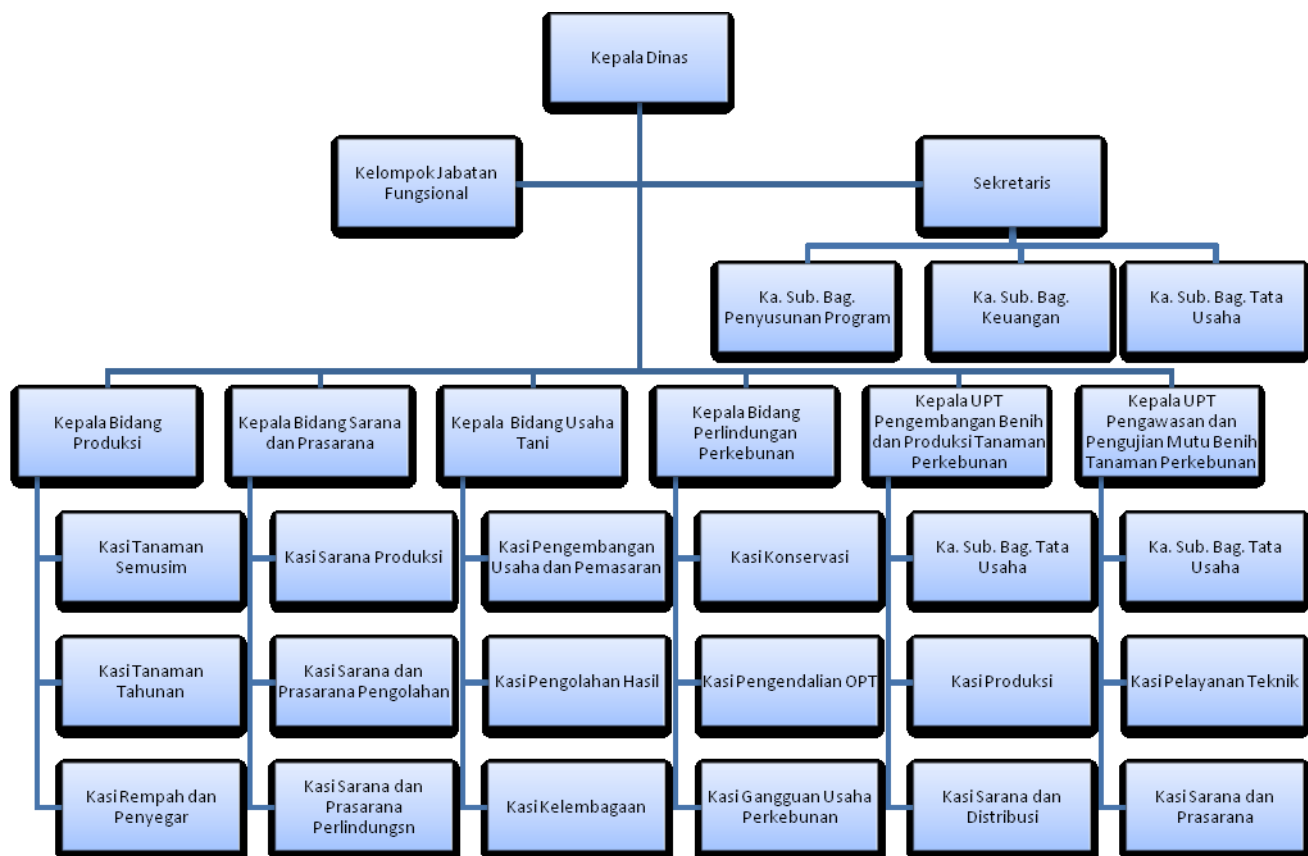 Kepala Dinas
Kelompok Jabatan
Fungsional
Sekretaris
Ka. Sub. Bag.
Penyusunan Program
Ka. Sub. Bag.
Keuangan
Ka. Sub. Bag. Tata
Usaha
Kepala Bidang
Produksi
Kepala Bidang Sarana
dan Prasarana
Kepala Bidang Usaha
Tani
Kepala Bidang
Perlindungan
Perkebunan
Kepala UPT
Pengembangan Benih
dan Produksi Tanaman
Perkebunan
Kepala UPT
Pengawasan dan
Pengujian Mutu Benih
Tanaman Perkebunan
Kasi Tanaman
Semusim
Kasi Sarana Produksi
Kasi Pengembangan
Usaha dan Pemasaran
Kasi Konservasi
Ka. Sub. Bag. Tata
Usaha
Ka. Sub. Bag. Tata
Usaha
Kasi Tanaman
Tahunan
Kasi Sarana dan
Prasarana Pengolahan
Kasi Pengolahan Hasil
Kasi Pengendalian OPT
Kasi Produksi
Kasi Pelayanan Teknik
Kasi Rempah dan
Penyegar
Kasi Sarana dan
Prasarana
Perlindungsn
Kasi Kelembagaan
Kasi Gangguan Usaha
Perkebunan
Kasi Sarana dan
Distribusi
Kasi Sarana dan
Prasarana